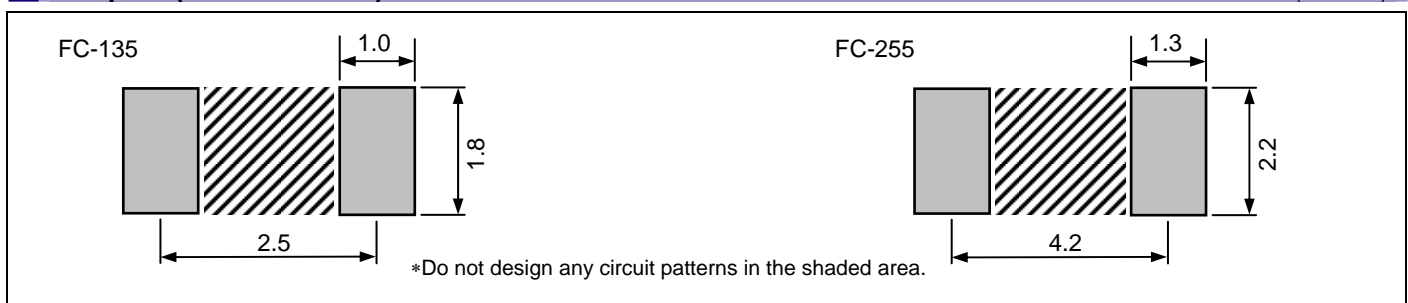 FC-135
1.0
1.8
2.5
FC-255
1.3
2.2
4.2
*Do not design any circuit patterns in the shaded area.